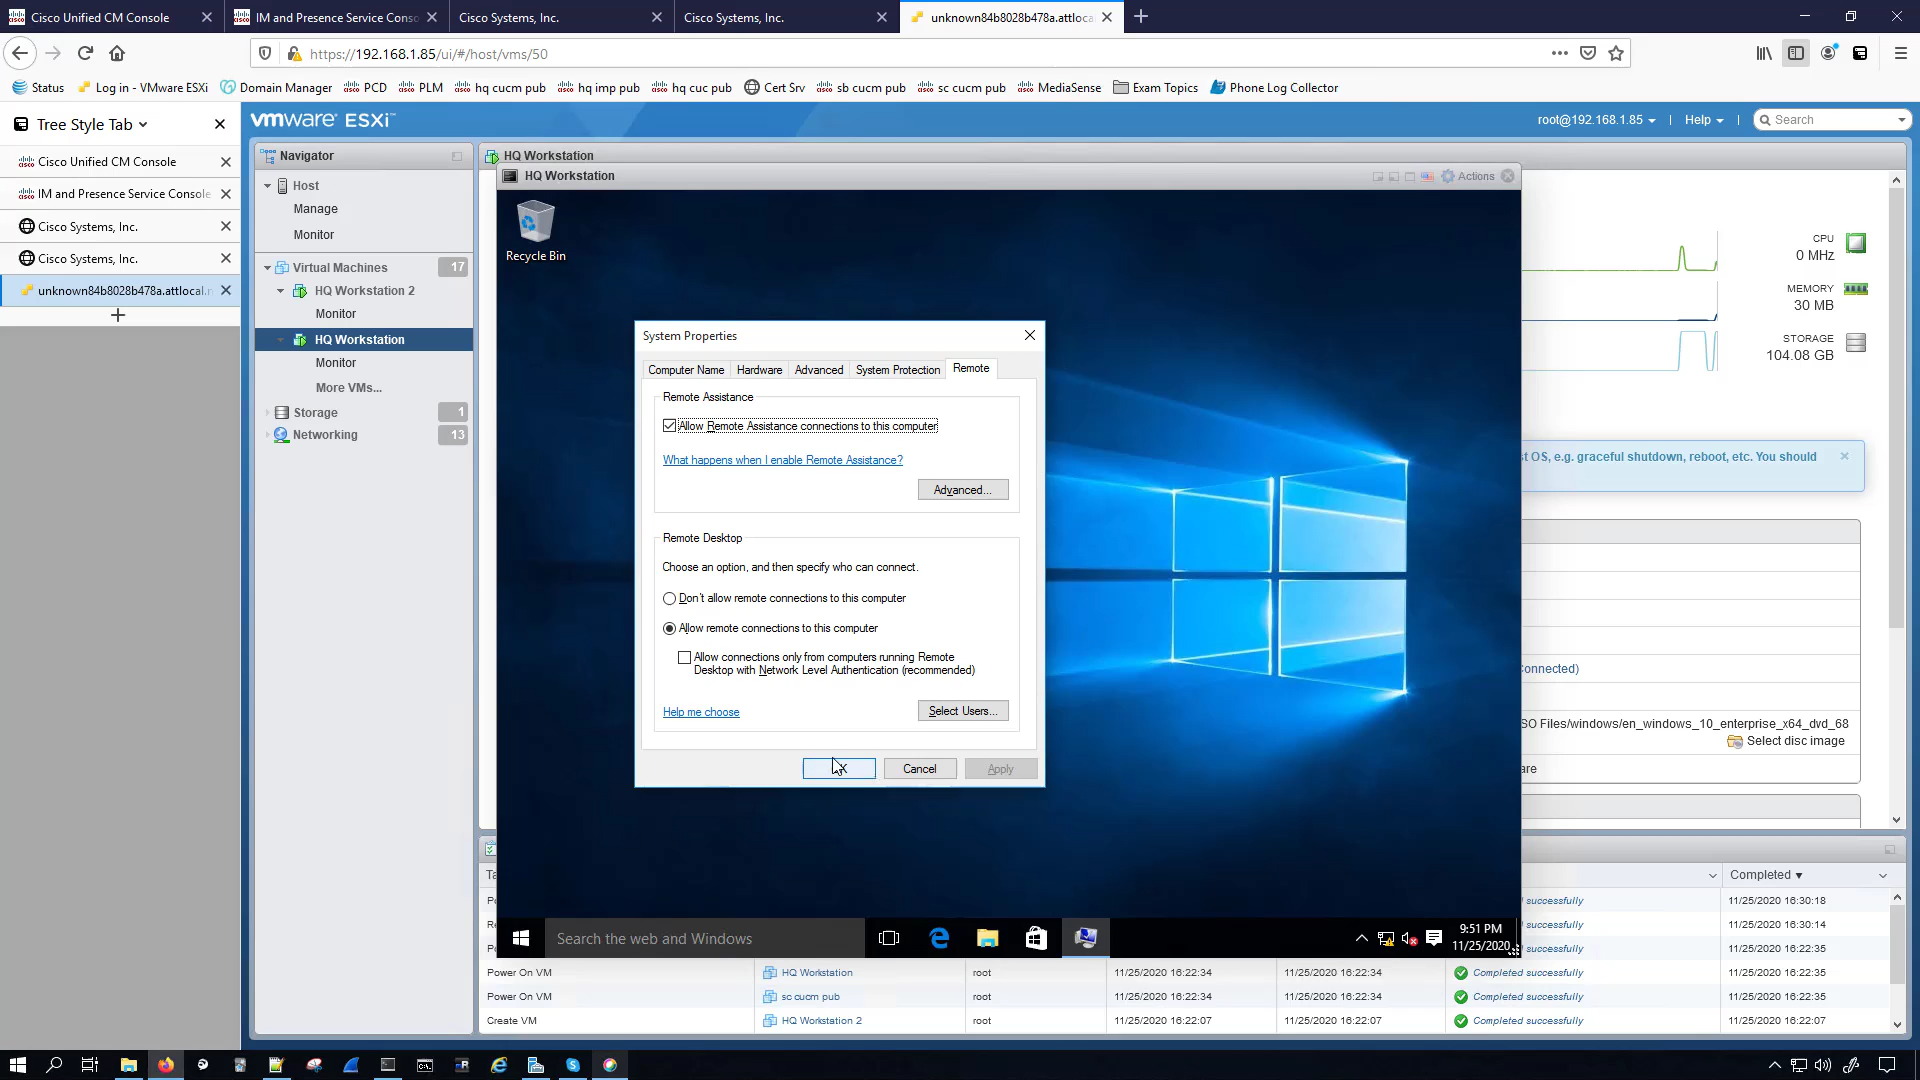 Cisco Unified CM Console
IM and Presence Service Conso
Cisco Systems, Inc.
Cisco Systems, Inc.
unknown84b8028b478a.attloca
https://192.168.1.85/ui/#/host/vms/50
Status
Log in - VMware ESXi
Domain Manager
PCD
PLM
hq cucm pub
hq imp pub
hq cuc pub
Cert Srv
sb cucm pub
sc cucm pub
MediaSense
Exam Topics
Phone Log Collector
Tree Style Tab
Cisco Unified CM Console
IM and Presence Service Console
Cisco Systems, Inc.
Cisco Systems, Inc.
unknown84b8028b478a.attlocal.n
vmware ESXi™
root@192.168.1.85
Help
Search
Navigator
Host
Manage
Monitor
Virtual Machines
17
HQ Workstation 2
Monitor
HQ Workstation
Monitor
More VMs...
Storage
1
Networking
13
HQ Workstation
HQ Workstation
Actions
Recycle Bin
System Properties
Computer Name
Hardware
Advanced
System Protection
Remote
Remote Assistance
Allow Remote Assistance connections to this computer
What happens when I enable Remote Assistance?
Advanced...
Remote Desktop
Choose an option, and then specify who can connect.
Don't allow remote connections to this computer
Allow remote connections to this computer
Allow connections only from computers running Remote
Desktop with Network Level Authentication (recommended)
Help me choose
Select Users...
Cancel
Apply
Search the web and Windows
9:51 PM
11/25/2020
CPU
0 MHz
MEMORY
30 MB
STORAGE
104.08 GB
t OS, e.g. graceful shutdown, reboot, etc. You should
onnected)
SO Files/windows/en_windows_10_enterprise_x64_dvd_68
Select disc image
are
Completed
successfully
11/25/2020 16:30:18
successfully
11/25/2020 16:30:14
successfully
11/25/2020 16:22:35
Power On VM
HQ Workstation
root
11/25/2020 16:22:34
11/25/2020 16:22:34
Completed successfully
11/25/2020 16:22:35
Power On VM
sc cucm pub
root
11/25/2020 16:22:34
11/25/2020 16:22:34
Completed successfully
11/25/2020 16:22:35
Create VM
HQ Workstation 2
root
11/25/2020 16:22:07
11/25/2020 16:22:07
Completed successfully
11/25/2020 16:22:07